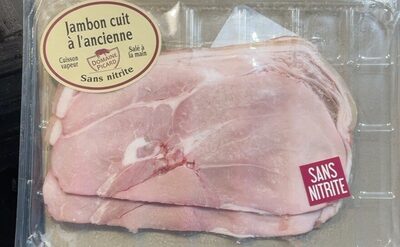 Jambon cuit
à l'ancienne
Cuisson
vapeur
DOMAINE
PICARD
Salé à
la main
Sans nitrite
SANS
NITRITE